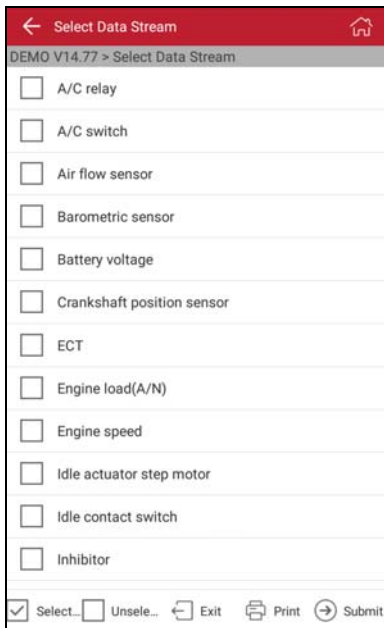 Select Data Stream
DEMO V14.77 > Select Data Stream
A/C relay
A/C switch
Air flow sensor
Barometric sensor
Battery voltage
Crankshaft position sensor
ECT
Engine load(A/N)
Engine speed
Idle actuator step motor
Idle contact switch
Inhibitor
Select... Unsele... Exit Print Submit